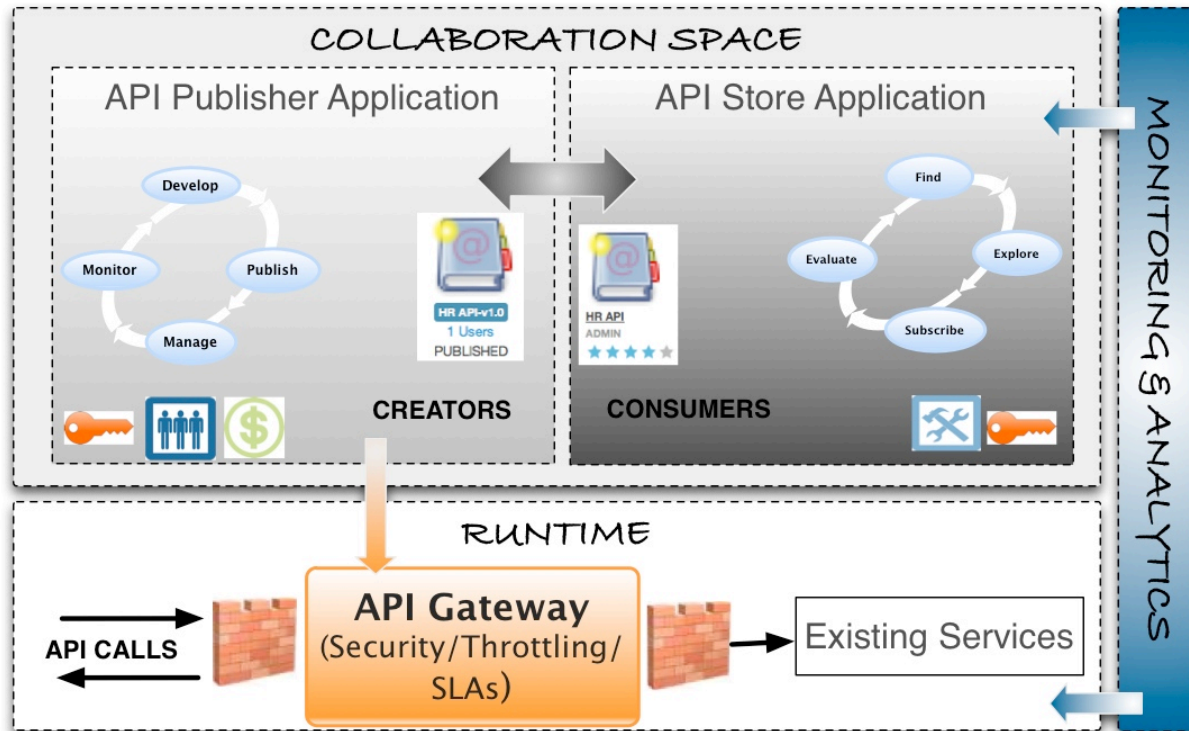 COLLABORATION SPACE
API Publisher Application
Develop
Monitor
Publish
Manage
@
HR API-v1.0
1 Users
PUBLISHED
$
CREATORS
API Store Application
Find
Evaluate
Explore
Subscribe
@
HR API
ADMIN
CONSUMERS
MONITORING & ANALYTICS
RUNTIME
API CALLS
API Gateway
(Security/Throttling/
SLAs)
Existing Services